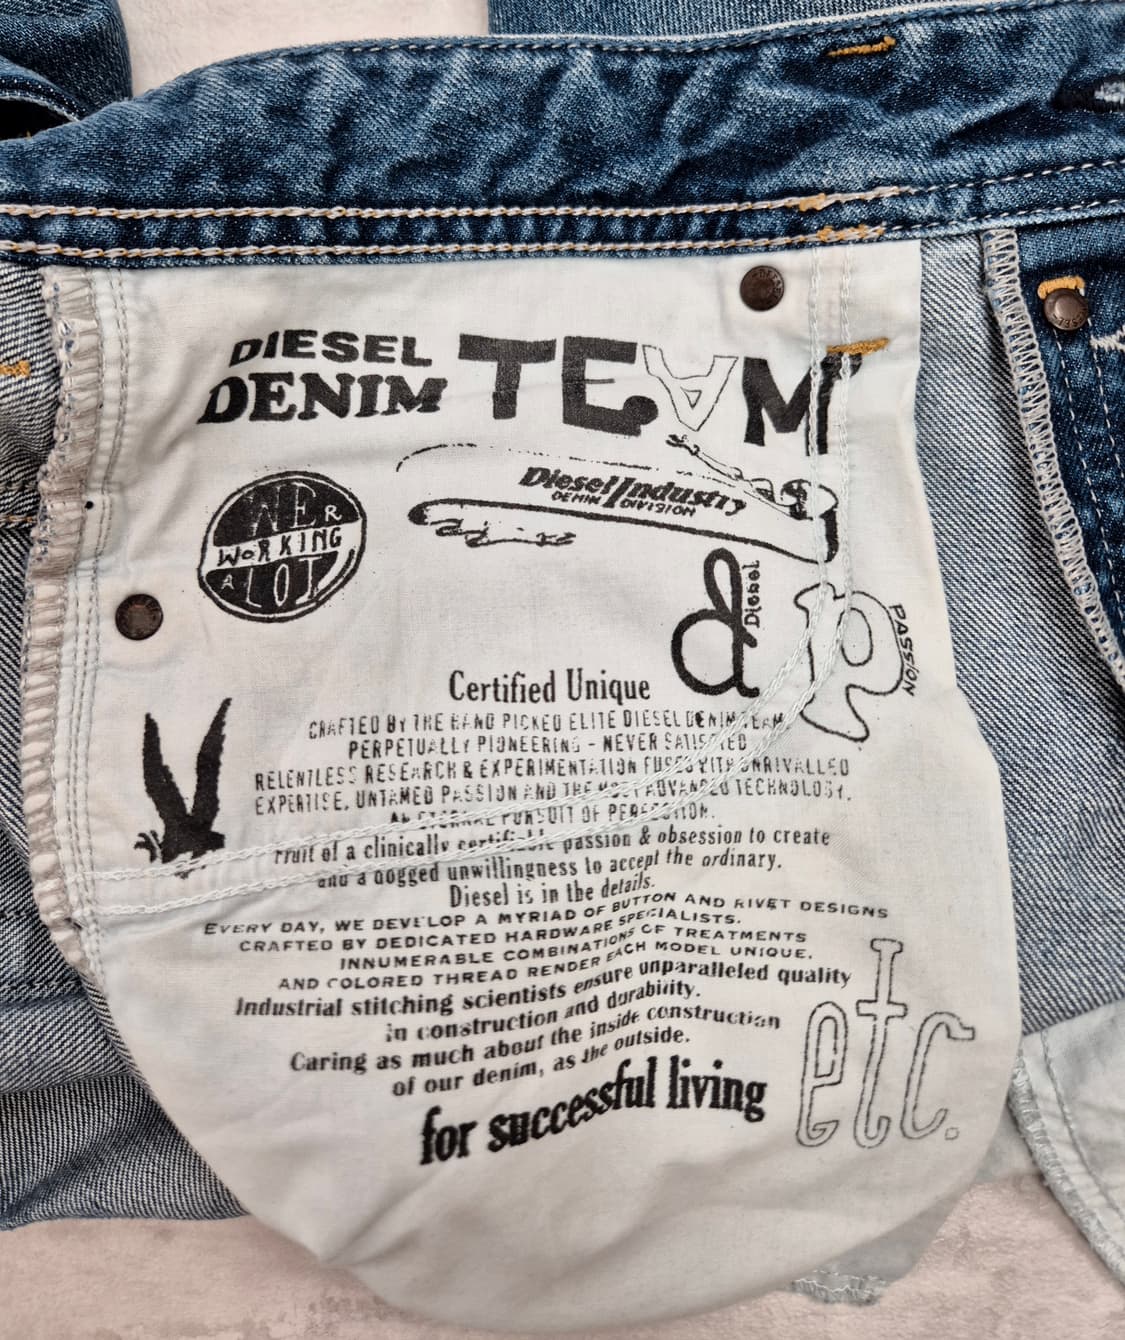 DIESEL
DENIM TEAM
Diesel Industry
DENIM DIVISION
WE R
WORKING
A LOT
d Diesel
p PASSION
Certified Unique
CRAFTED BY THE HAND PICKED ELITE DIESEL DENIM TEAM
PERPETUALLY PIONEERING - NEVER SATISFIED
RELENTLESS RESEARCH & EXPERIMENTATION FUSED WITH UNRIVALLED
EXPERTISE, UNTAMED PASSION AND THE MOST ADVANCED TECHNOLOGY.
AN ETERNAL PURSUIT OF PERFECTION.
Fruit of a clinically certifiable passion & obsession to create
and a dogged unwillingness to accept the ordinary.
Diesel is in the details.
EVERY DAY, WE DEVELOP A MYRIAD OF BUTTON AND RIVET DESIGNS
CRAFTED BY DEDICATED HARDWARE SPECIALISTS.
INNUMERABLE COMBINATIONS OF TREATMENTS
AND COLORED THREAD RENDER EACH MODEL UNIQUE.
Industrial stitching scientists ensure unparalleled quality
in construction and durability.
Caring as much about the inside construction
of our denim, as the outside.
for successful living
etc.